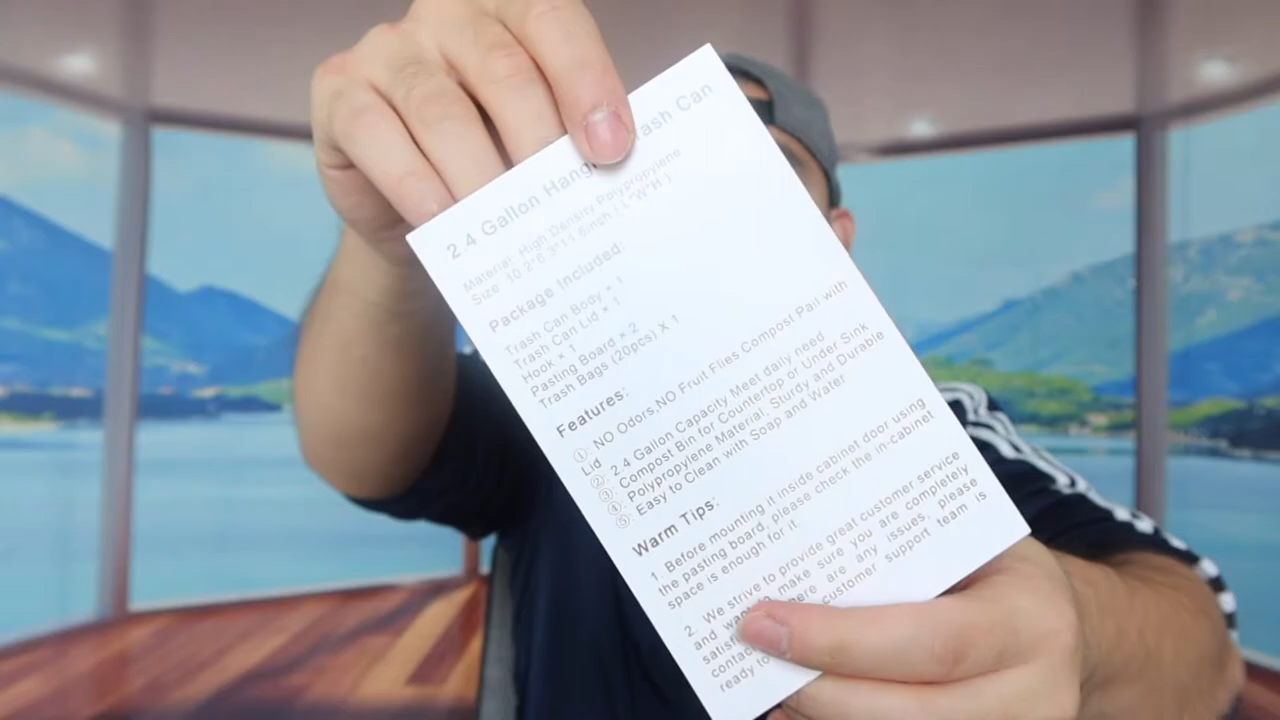 2.4 Gallon Hangi ash Can
Material: High Density Polypropylene
Size: 10.2*6.3*11.6inch ( L*W*H )
Package Included:
Trash Can Body × 1
Trash Can Lid × 1
Hook × 1
Pasting Board × 2
Trash Bags (20pcs) X 1
Features:
①. NO Odors,NO Fruit Flies Compost Pail with
Lid
②. 2.4 Gallon Capacity Meet daily need
③. Compost Bin for Countertop or Under Sink
④. Polypropylene Material, Sturdy and Durable
⑤. Easy to Clean with Soap and Water
Warm Tips:
1. Before mounting it inside cabinet door using
the pasting board, please check the in-cabinet
space is enough for it.
2. We strive to provide great customer service
and make sure you are completely
are any issues, please
customer support team is
ready to